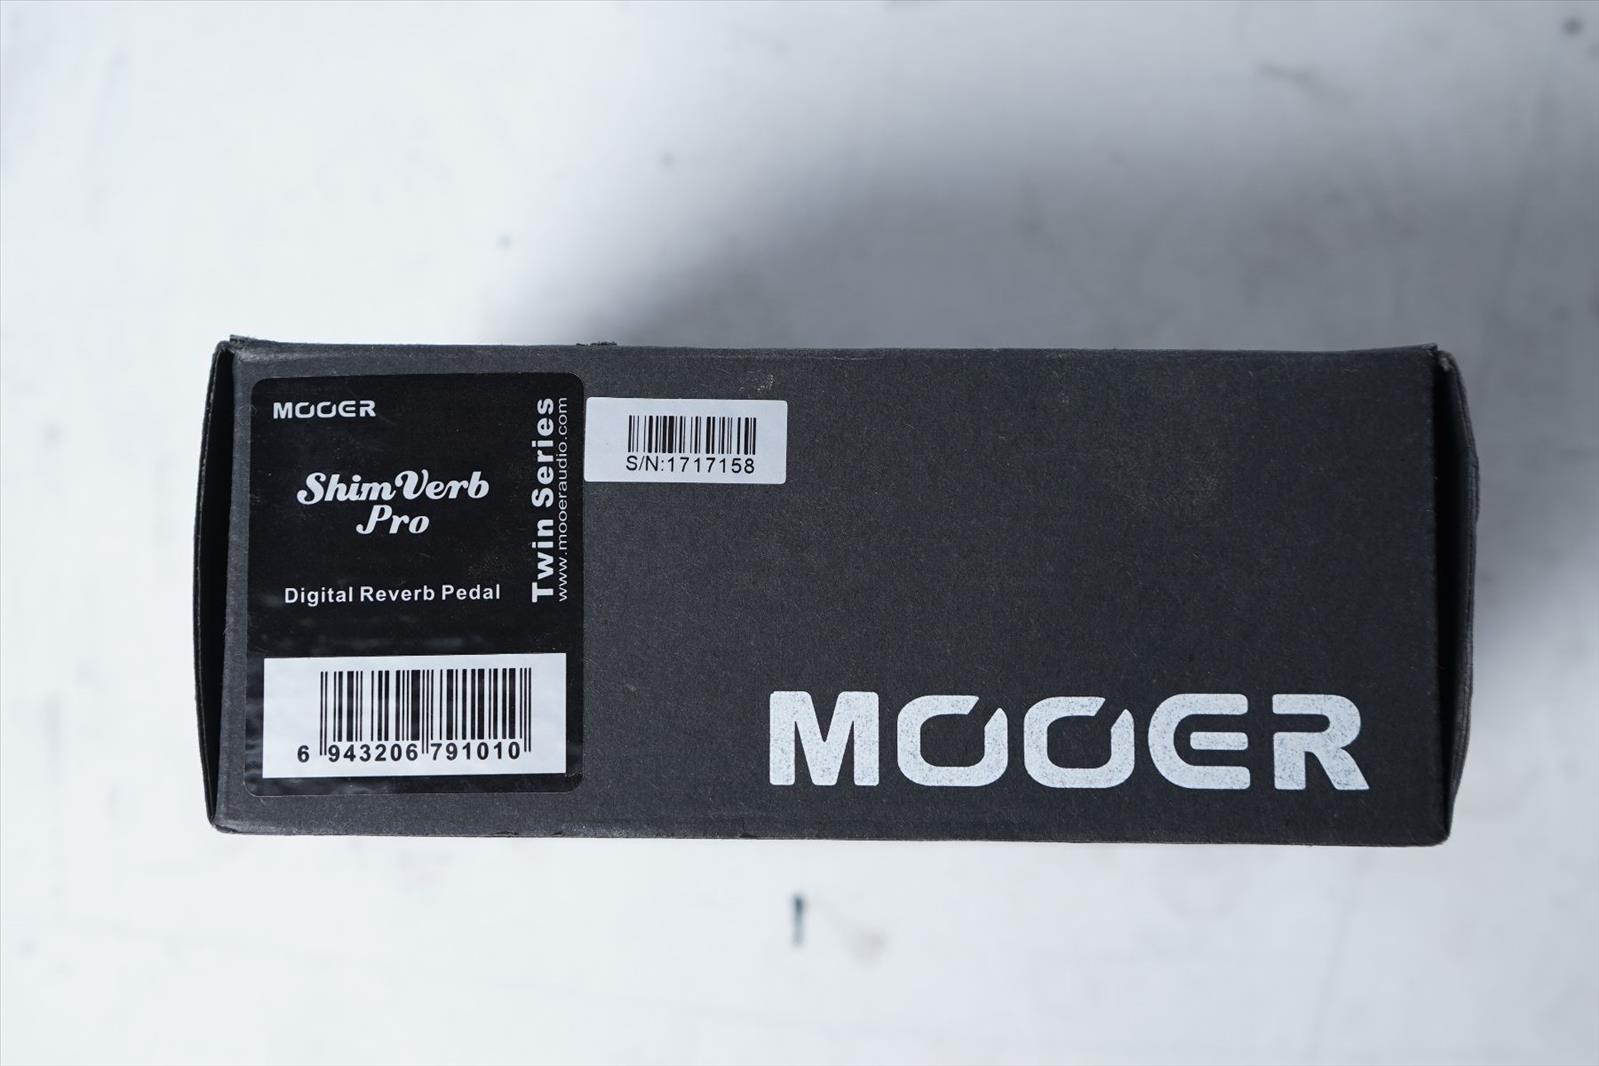 MOOER
ShimVerb
Pro
Digital Reverb Pedal
Twin Series
www.mooeraudio.com
6 943206 791010
S/N:1717158
MOOER